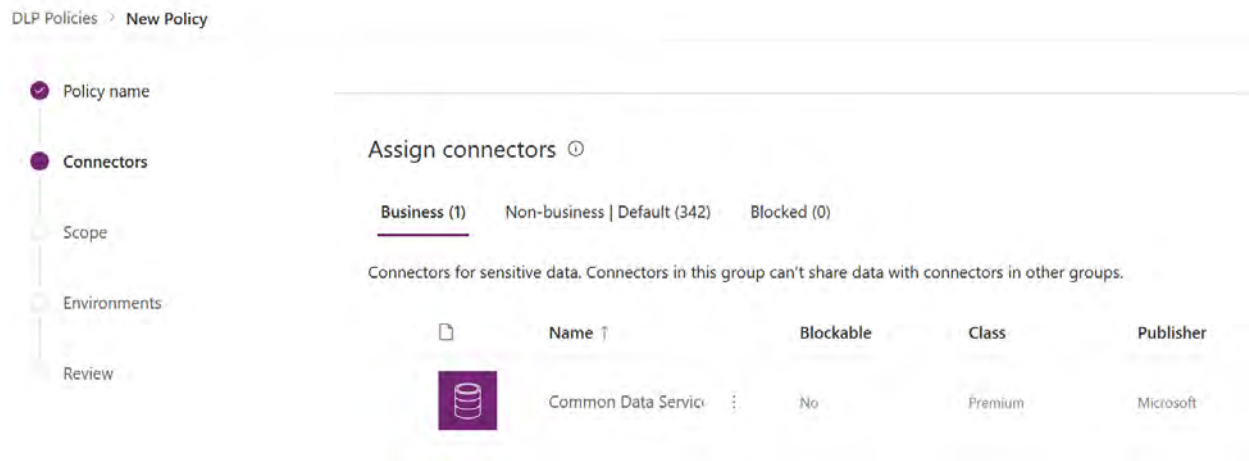 DLP Policies > New Policy
Policy name
Connectors
Scope
Environments
Review
Assign connectors
Business (1) Non-business | Default (342) Blocked (0)
Connectors for sensitive data. Connectors in this group can't share data with connectors in other groups.
Name ↑ Blockable Class Publisher
Common Data Servic No Premium Microsoft